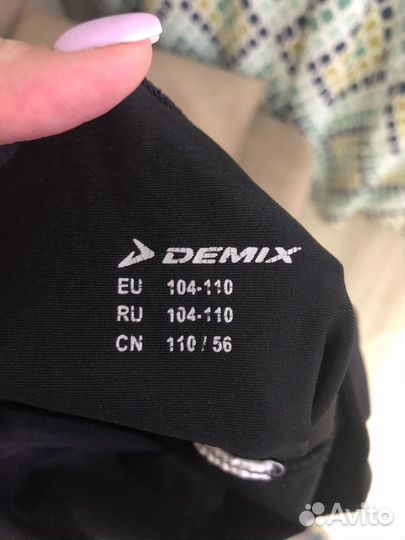 DEMIX
EU 104-110
RU 104-110
CN 110 / 56
Avito